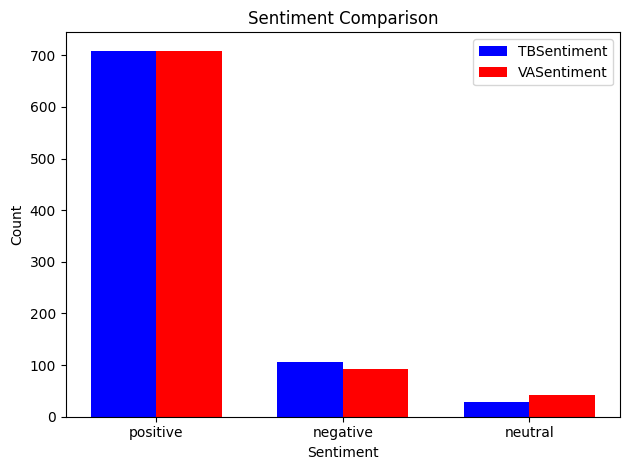 Sentiment Comparison
TBSentiment
VASentiment
Count
700
600
500
400
300
200
100
0
positive
negative
neutral
Sentiment